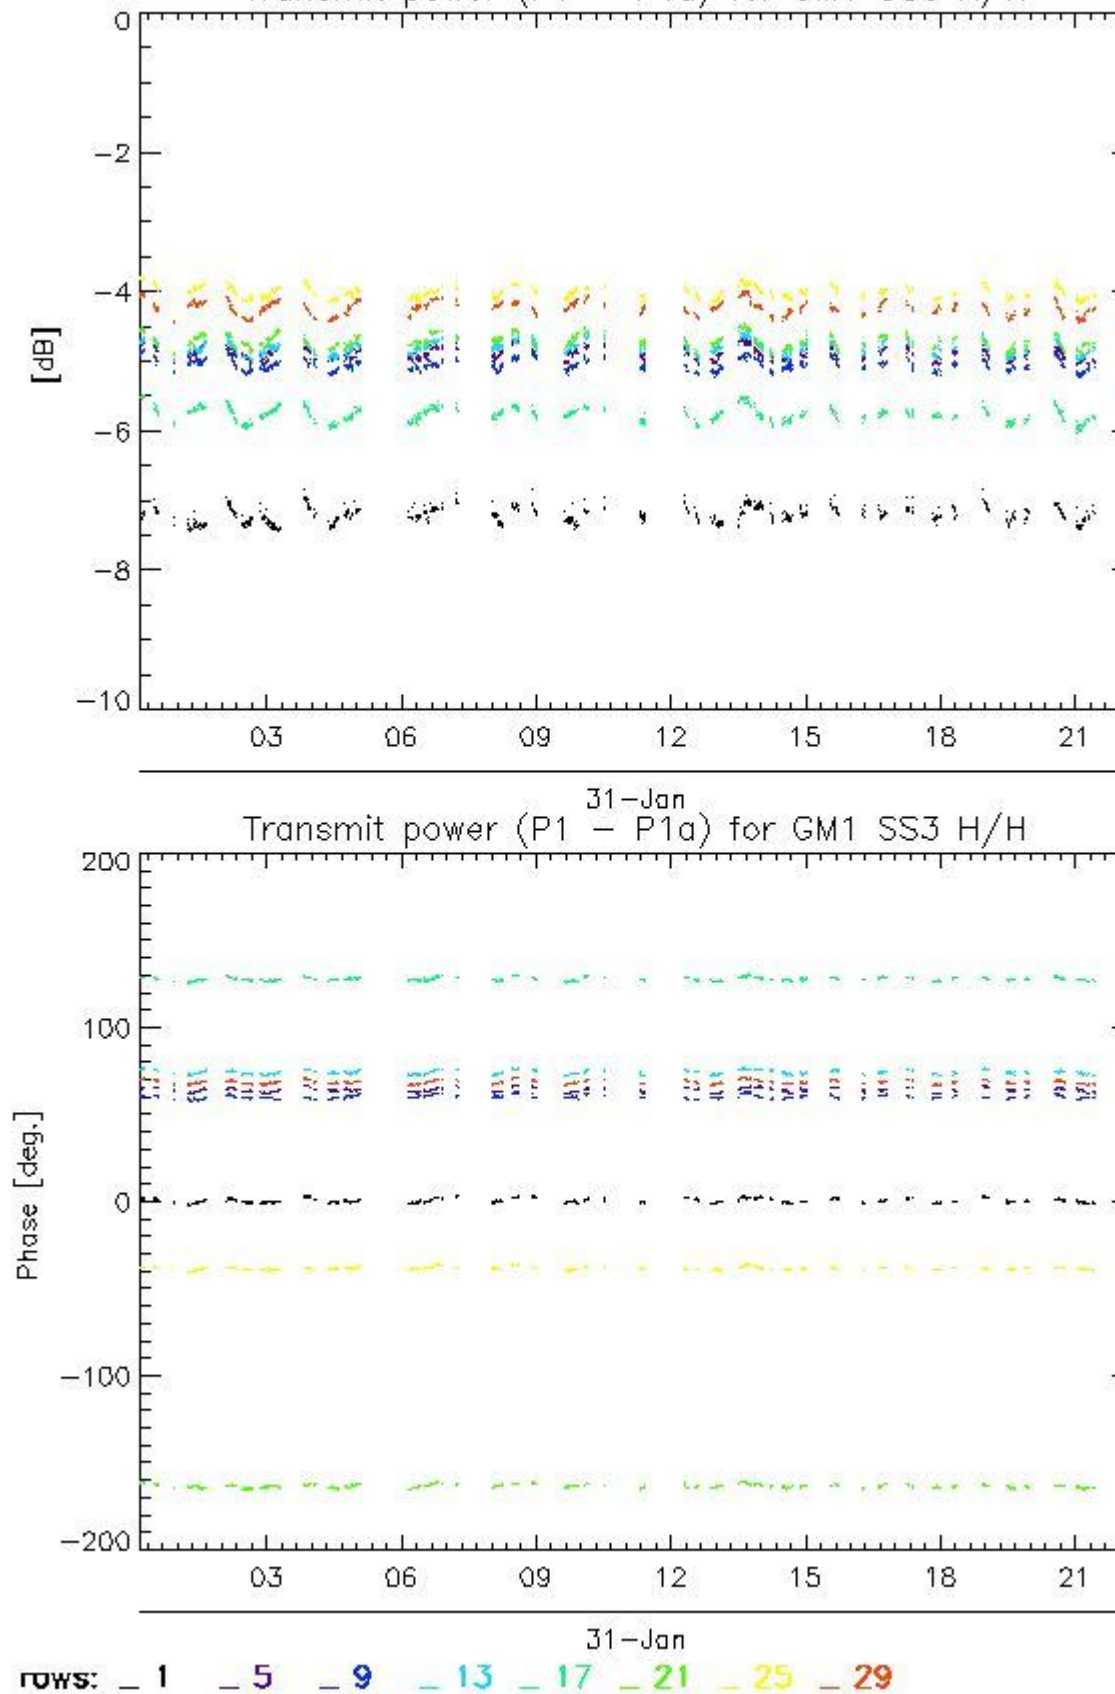 0
−2
−4
−6
−8
−10
[dB]
03 06 09 12 15 18 21
31−Jan
Transmit power (P1 − P1a) for GM1 SS3 H/H
200
100
0
−100
−200
Phase [deg.]
03 06 09 12 15 18 21
31−Jan
rows: _ 1 _ 5 _ 9 _ 13 _ 17 _ 21 _ 25 _ 29